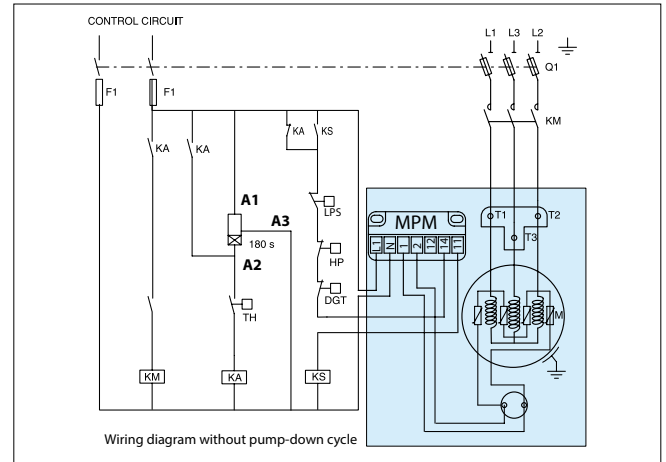 CONTROL CIRCUIT
L1 L3 L2
Q1
F1 F1
KM
KA KA KA KS
A1
A3
180 s
A2
LPS
HP
DGT
TH
MPM
L1 N 1 2 12 14 11
T1 T2
T3
M
KM KA KS
Wiring diagram without pump-down cycle